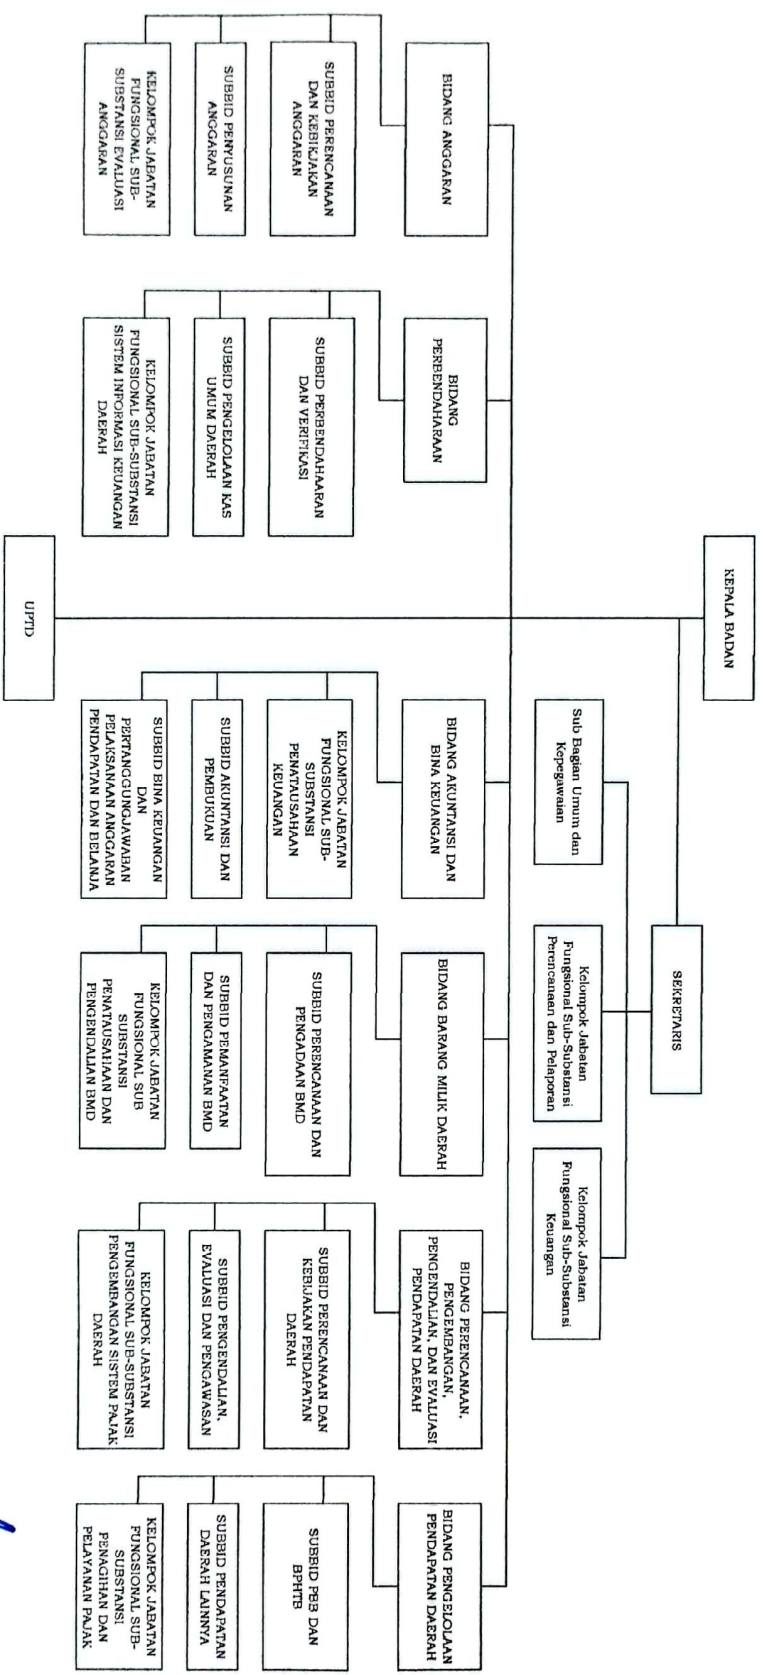 KEPALA BADAN
SEKRETARIS
Sub Bagian Umum dan
Kepegawaian
Kelompok Jabatan
Fungsional Sub-Substansi
Perencanaan dan Pelaporan
Kelompok Jabatan
Fungsional Sub-Substansi
Keuangan
BIDANG ANGGARAN
SUBBID PERENCANAAN
DAN KEBIKJAKAN
ANGGARAN
SUBBID PENYUSUNAN
ANGGARAN
KELOMPOK JABATAN
FUNGSIONAL SUB-
SUBSTANSI EVALUASI
ANGGARAN
BIDANG
PERBENDAHARAAN
SUBBID PERBENDAHAARAN
DAN VERIFIKASI
SUBBID PENGELOLAAN KAS
UMUM DAERAH
KELOMPOK JABATAN
FUNGSIONAL SUB-SUBSTANSI
SISTEM INFORMASI KEUANGAN
DAERAH
BIDANG AKUNTANSI DAN
BINA KEUANGAN
KELOMPOK JABATAN
FUNGSIONAL SUB-
SUBSTANSI
PENATAUSAHAAN
KEUANGAN
SUBBID AKUNTANSI DAN
PEMBUKUAN
SUBBID BINA KEUANGAN
DAN
PERTANGGUNGJAWABAN
PELAKSANAAN ANGGARAN
PENDAPATAN DAN BELANJA
BIDANG BARANG MILIK DAERAH
SUBBID PERENCANAAN DAN
PENGADAAN BMD
SUBBID PEMANFAATAN
DAN PENGAMANAN BMD
KELOMPOK JABATAN
FUNGSIONAL SUB
SUBSTANSI
PENATAUSAHAAN DAN
PENGENDALIAN BMD
BIDANG PERENCANAAN,
PENGEMBANGAN,
PENGENDALIAN, DAN EVALUASI
PENDAPATAN DAERAH
SUBBID PERENCANAAN DAN
KEBIJAKAN PENDAPATAN
DAERAH
SUBBID PENGENDALIAN,
EVALUASI DAN PENGAWASAN
KELOMPOK JABATAN
FUNGSIONAL SUB-SUBSTANSI
PENGEMBANGAN SISTEM PAJAK
DAERAH
BIDANG PENGELOLAAN
PENDAPATAN DAERAH
SUBBID PBB DAN
BPHTB
SUBBID PENDAPATAN
DAERAH LAINNYA
KELOMPOK JABATAN
FUNGSIONAL SUB-
SUBSTANSI
PENAGIHAN DAN
PELAYANAN PAJAK
UPTD